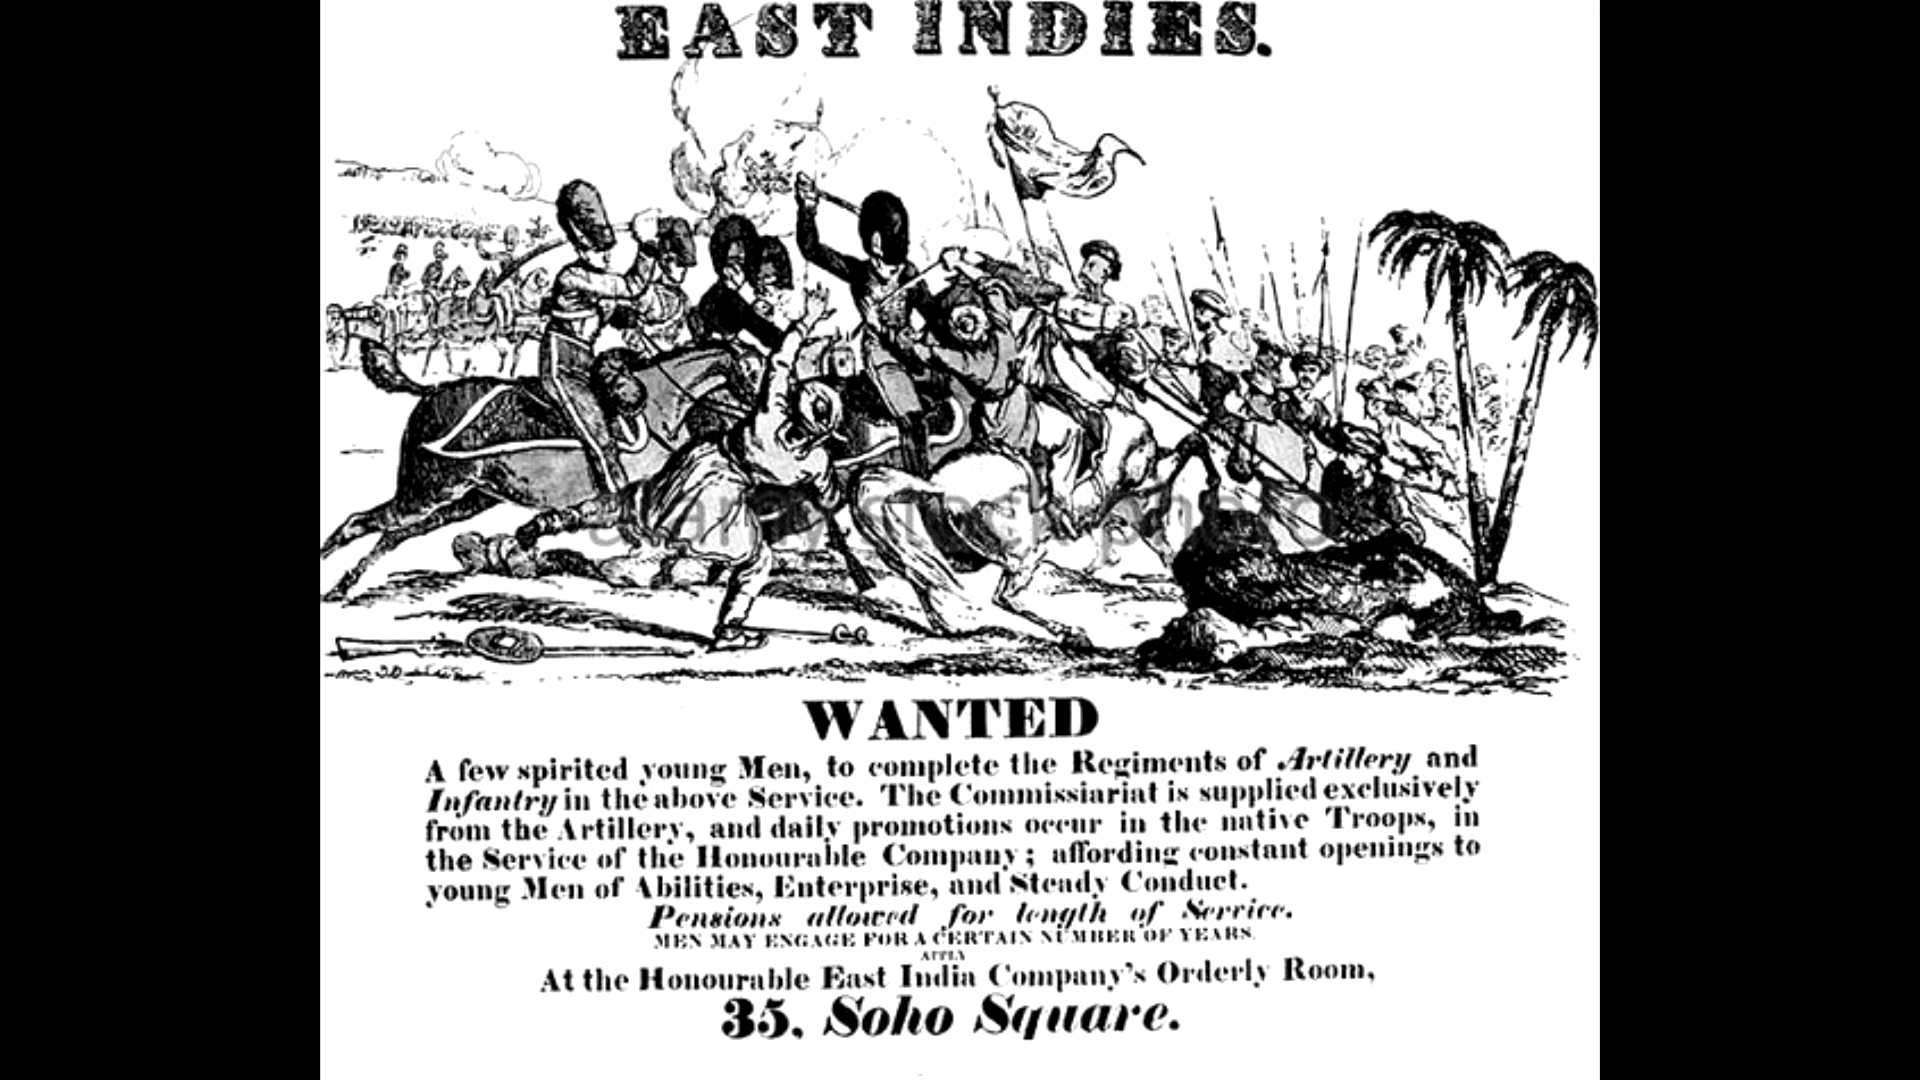 EAST INDIES.
alamy stock photo
WANTED
A few spirited young Men, to complete the Regiments of Artillery and
Infantry in the above Service. The Commissiariat is supplied exclusively
from the Artillery, and daily promotions occur in the native Troops, in
the Service of the Honourable Company; affording constant openings to
young Men of Abilities, Enterprise, and Steady Conduct.
Pensions allowed for length of Service.
MEN MAY ENGAGE FOR A CERTAIN NUMBER OF YEARS.
APPLY
At the Honourable East India Company's Orderly Room,
35, Soho Square.